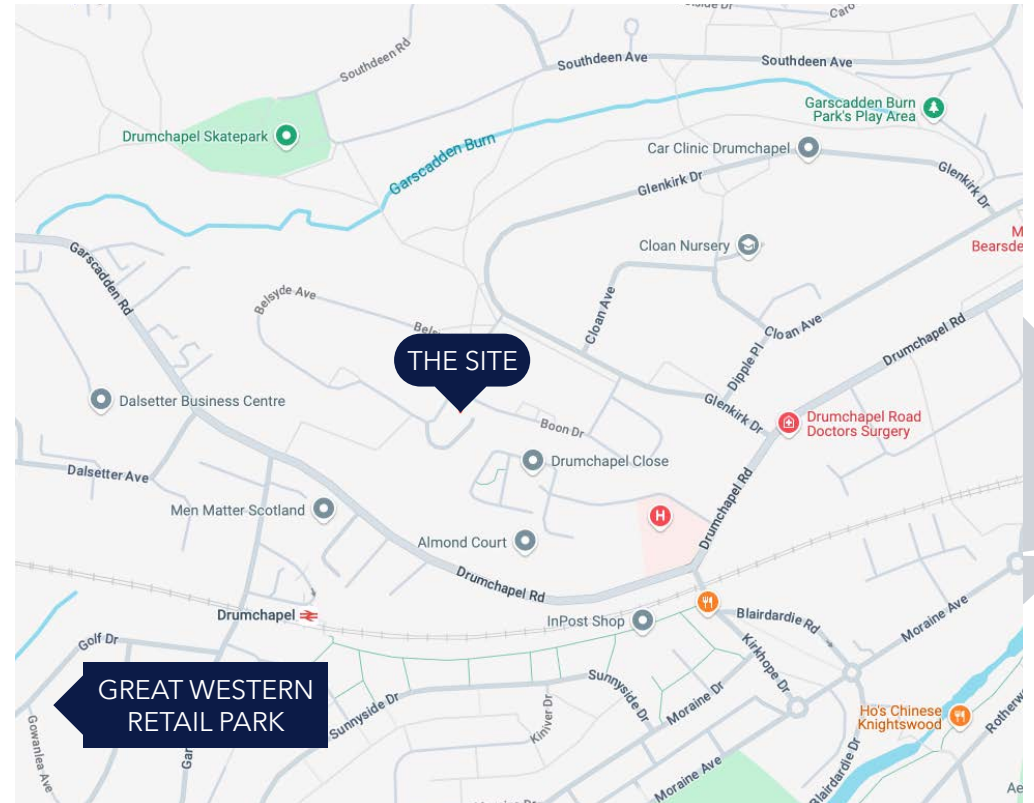 Caro
Southdeen Rd
Southdeen Ave
Southdeen Ave
Garscadden Burn
Park's Play Area
Drumchapel Skatepark
Garscadden Burn
Car Clinic Drumchapel
Glenkirk Dr
Glenkirk Dr
M
Bearsde
Cloan Nursery
Garscadden Rd
Belsyde Ave
Bels
Cloan Ave
Cloan Ave
Drumchapel Rd
THE SITE
Dipple Pl
Dalsetter Business Centre
Glenkirk Dr
Drumchapel Road
Doctors Surgery
Boon Dr
Drumchapel Close
Dalsetter Ave
Men Matter Scotland
H
Drumchapel Rd
Almond Court
Drumchapel Rd
Drumchapel
InPost Shop
Blairdardie Rd
Moraine Ave
Golf Dr
Kirkhope Dr
GREAT WESTERN
RETAIL PARK
Sunnyside Dr
Sunnyside Dr
Moraine Dr
Kinver Dr
Ho's Chinese
Knightswood
Rotherw
Gowanlea Ave
Gar
Moraine Ave
Blairdardie Dr
Ae